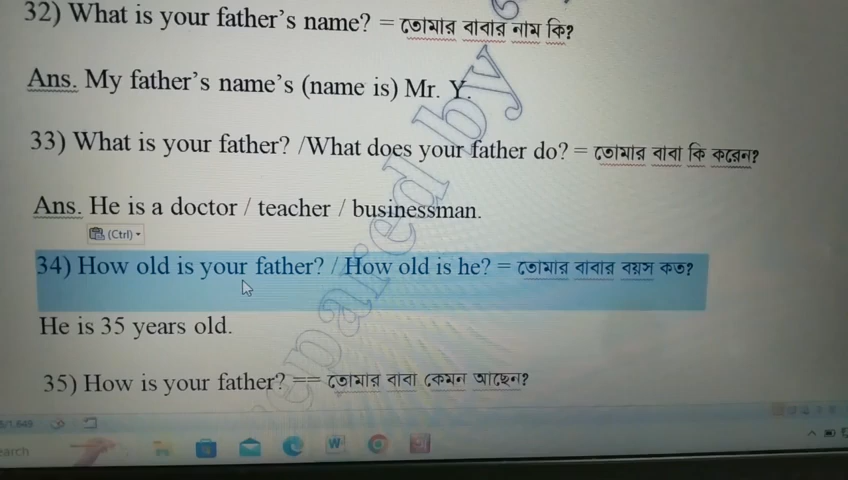 32) What is your father's name? = তোমার বাবার নাম কি?
Ans. My father's name's (name is) Mr. Y.
33) What is your father? /What does your father do? = তোমার বাবা কি করেন?
Ans. He is a doctor / teacher / businessman.
(Ctrl)
34) How old is your father? / How old is he? = তোমার বাবার বয়স কত?
He is 35 years old.
35) How is your father? == তোমার বাবা কেমন আছেন?
earch